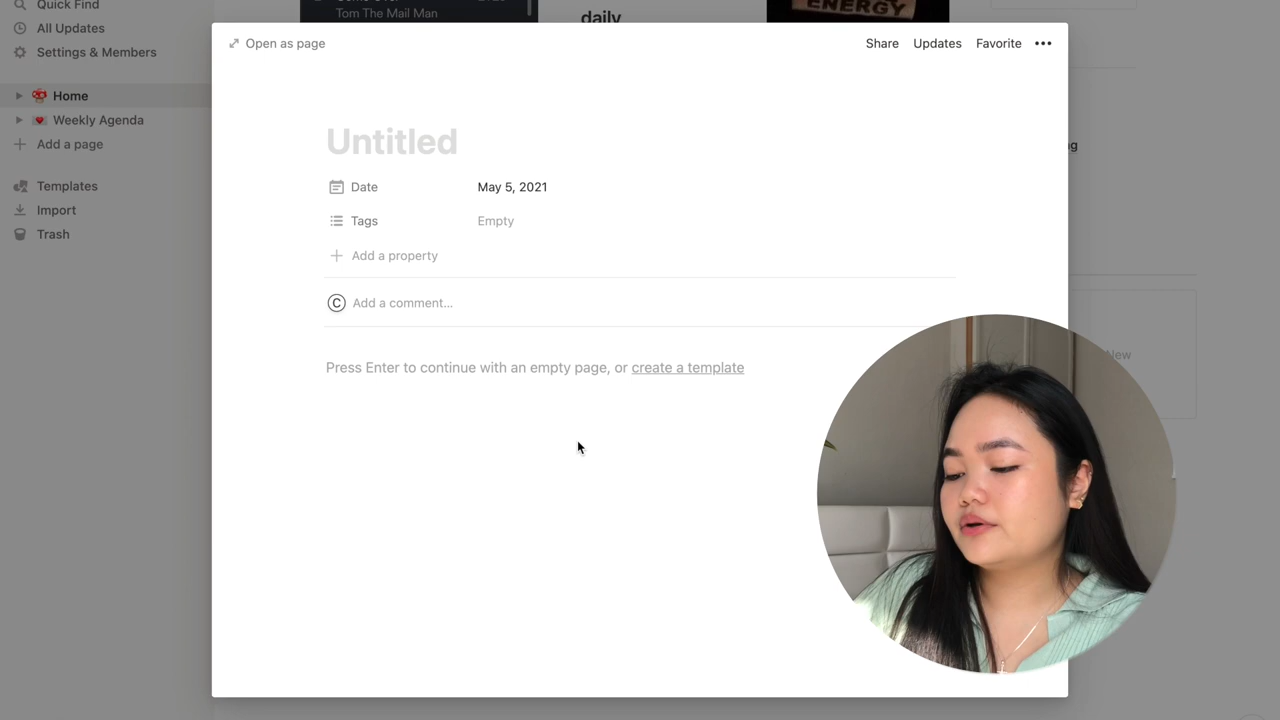 Quick Find
Tom The Mail Man
daily
ENERGY
All Updates
Settings & Members
Home
Weekly Agenda
Add a page
Templates
Import
Trash
Open as page
Share
Updates
Favorite
•••
Untitled
Date
May 5, 2021
Tags
Empty
Add a property
C
Add a comment...
Press Enter to continue with an empty page, or create a template
New